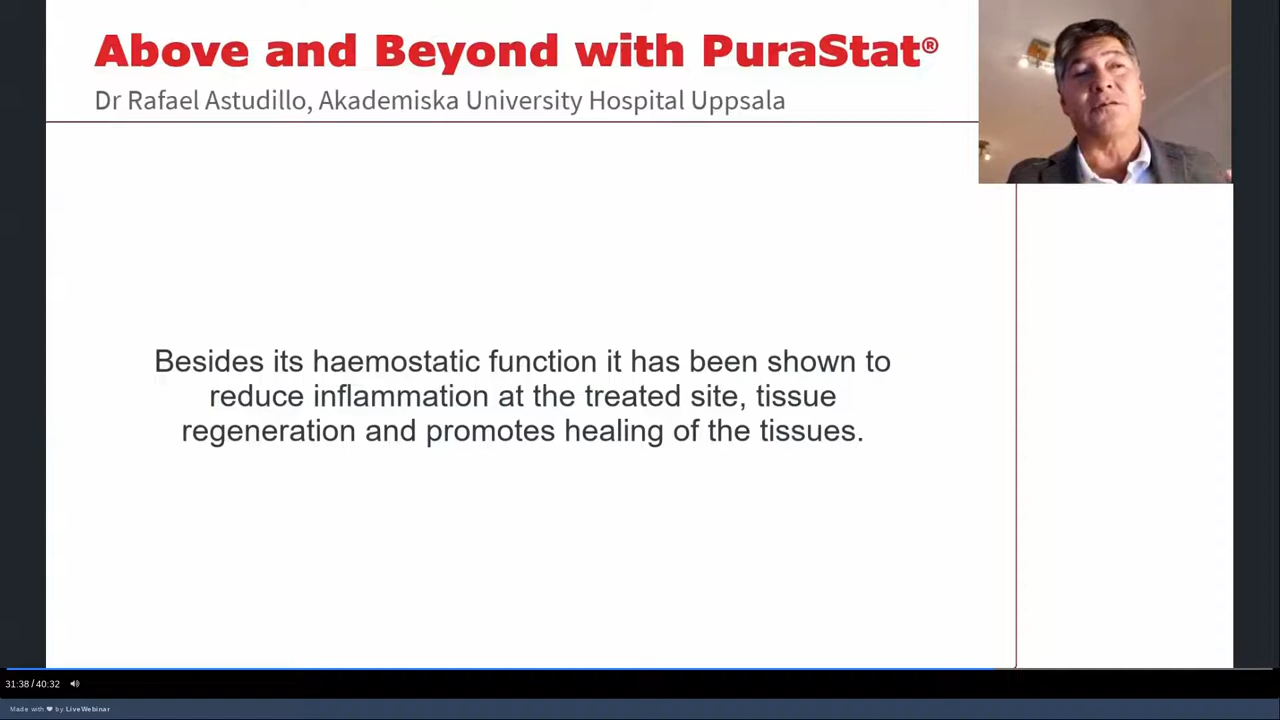 Above and Beyond with PuraStat®
Dr Rafael Astudillo, Akademiska University Hospital Uppsala
Besides its haemostatic function it has been shown to
reduce inflammation at the treated site, tissue
regeneration and promotes healing of the tissues.
31:38 / 40:32
Made with ❤ by LiveWebinar